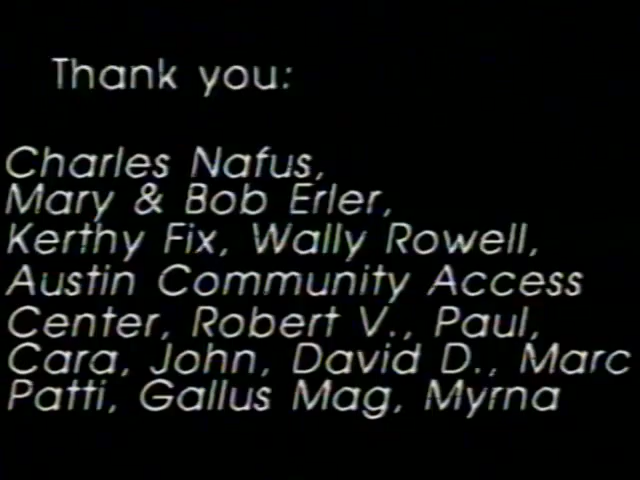 Thank you:
Charles Nafus,
Mary & Bob Erler,
Kerthy Fix, Wally Rowell,
Austin Community Access
Center, Robert V., Paul,
Cara, John, David D., Marc
Patti, Gallus Mag, Myrna